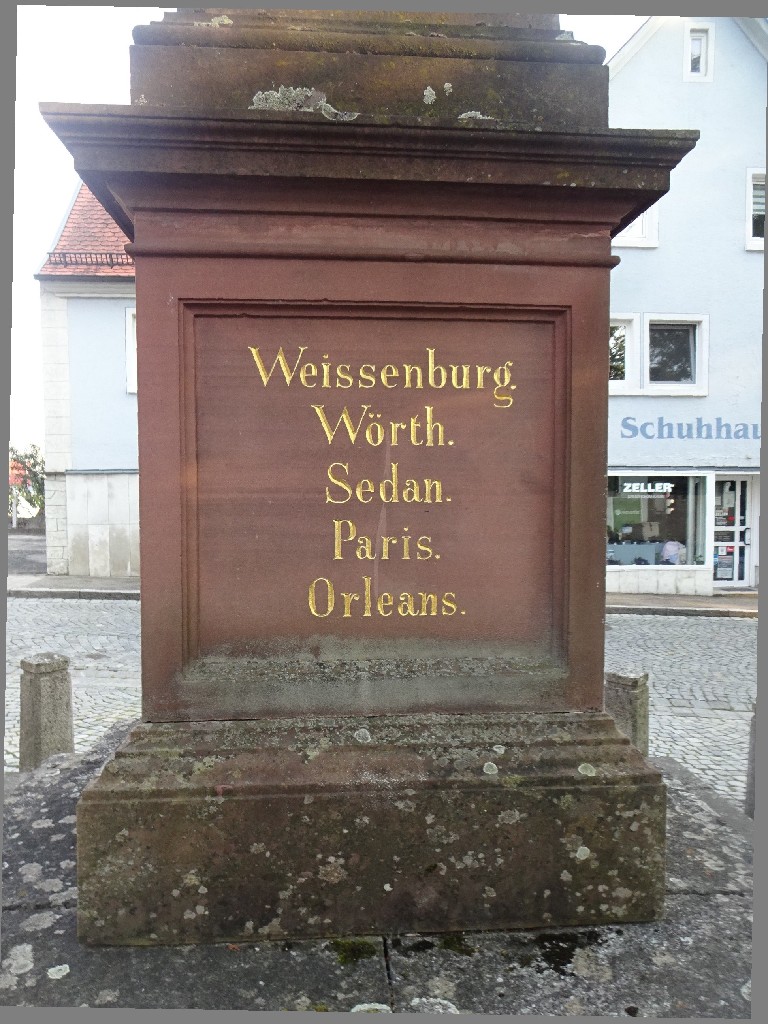 Weissenburg.
Wörth.
Sedan.
Paris.
Orleans.
Schuhhau
ZELLER